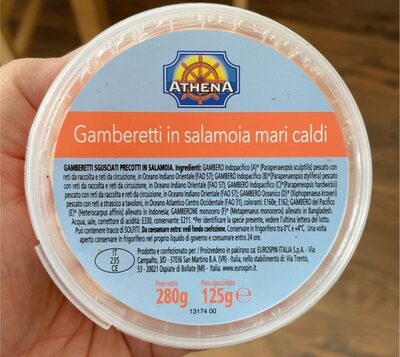 ATHENA
Gamberetti in salamoia mari caldi
GAMBERETTI SGUSCIATI PRECOTTI IN SALAMOIA. Ingredienti: GAMBERO Indopacifico (A)* (Parapenaeopsis sculptilis) pescato con
reti da raccolta e reti da circuizione, in Oceano Indiano Orientale (FAO 57); GAMBERO Indopacifico (B)*(Parapenaeopsis stylifera) pescato
con reti da raccolta e reti da circuizione, in Oceano Indiano Orientale (FAO 57); GAMBERO Indopacifico (C)*(Parapenaeopsis hardwickii)
pescato con reti da raccolta e reti da circuizione, in Oceano Indiano Orientale (FAO 57); GAMBERO Oceanico (D)* (Xiphopenaeus kroyeri)
pescato con reti a strascico a tavoloni, in Oceano Atlantico Centro Occidentale (FAO 31), coloranti: E160e, E162; GAMBERO del Pacifico
(E)* (Heterocarpus affinis) allevato in Indonesia; GAMBERONE monocero (F)* (Metapenaeus monoceros) allevato in Bangladesh.
Acqua, sale, correttore di acidità: E330, conservante: E211. *Per identificare la specie presente, vedere l'ultima lettera del lotto.
Può contenere tracce di SOLFITI. Da consumare entro: vedi fondo confezione. Conservare in frigorifero tra 0°C e +4°C. Una volta
aperto conservare in frigorifero nel proprio liquido di governo e consumare entro 24 ore.
IT
235
CE
Prodotto e confezionato per: / Proizvedeno in pakirano za: EUROSPIN ITALIA S.p.A. - Via
Campalto, 3/D - 37036 San Martino B.A. (VR) - Italia, nello stabilimento di: Via Trento,
53 - 20021 Ospiate di Bollate (MI) - Italia. www.eurospin.it
Peso netto: Peso sgocciolato:
280g 125g e
13174 00